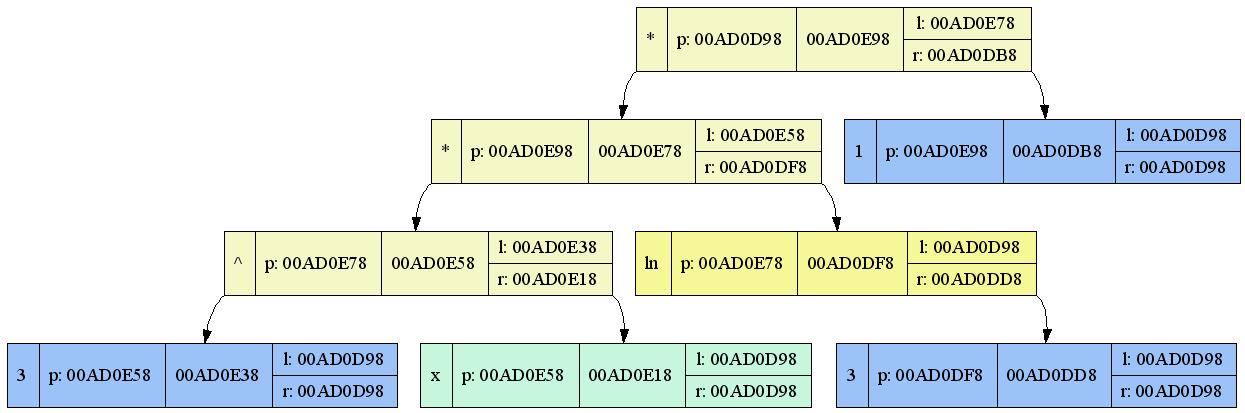 * p: 00AD0D98 00AD0E98 l: 00AD0E78
r: 00AD0DB8
* p: 00AD0E98 00AD0E78 l: 00AD0E58
r: 00AD0DF8
1 p: 00AD0E98 00AD0DB8 l: 00AD0D98
r: 00AD0D98
^ p: 00AD0E78 00AD0E58 l: 00AD0E38
r: 00AD0E18
ln p: 00AD0E78 00AD0DF8 l: 00AD0D98
r: 00AD0DD8
3 p: 00AD0E58 00AD0E38 l: 00AD0D98
r: 00AD0D98
x p: 00AD0E58 00AD0E18 l: 00AD0D98
r: 00AD0D98
3 p: 00AD0DF8 00AD0DD8 l: 00AD0D98
r: 00AD0D98